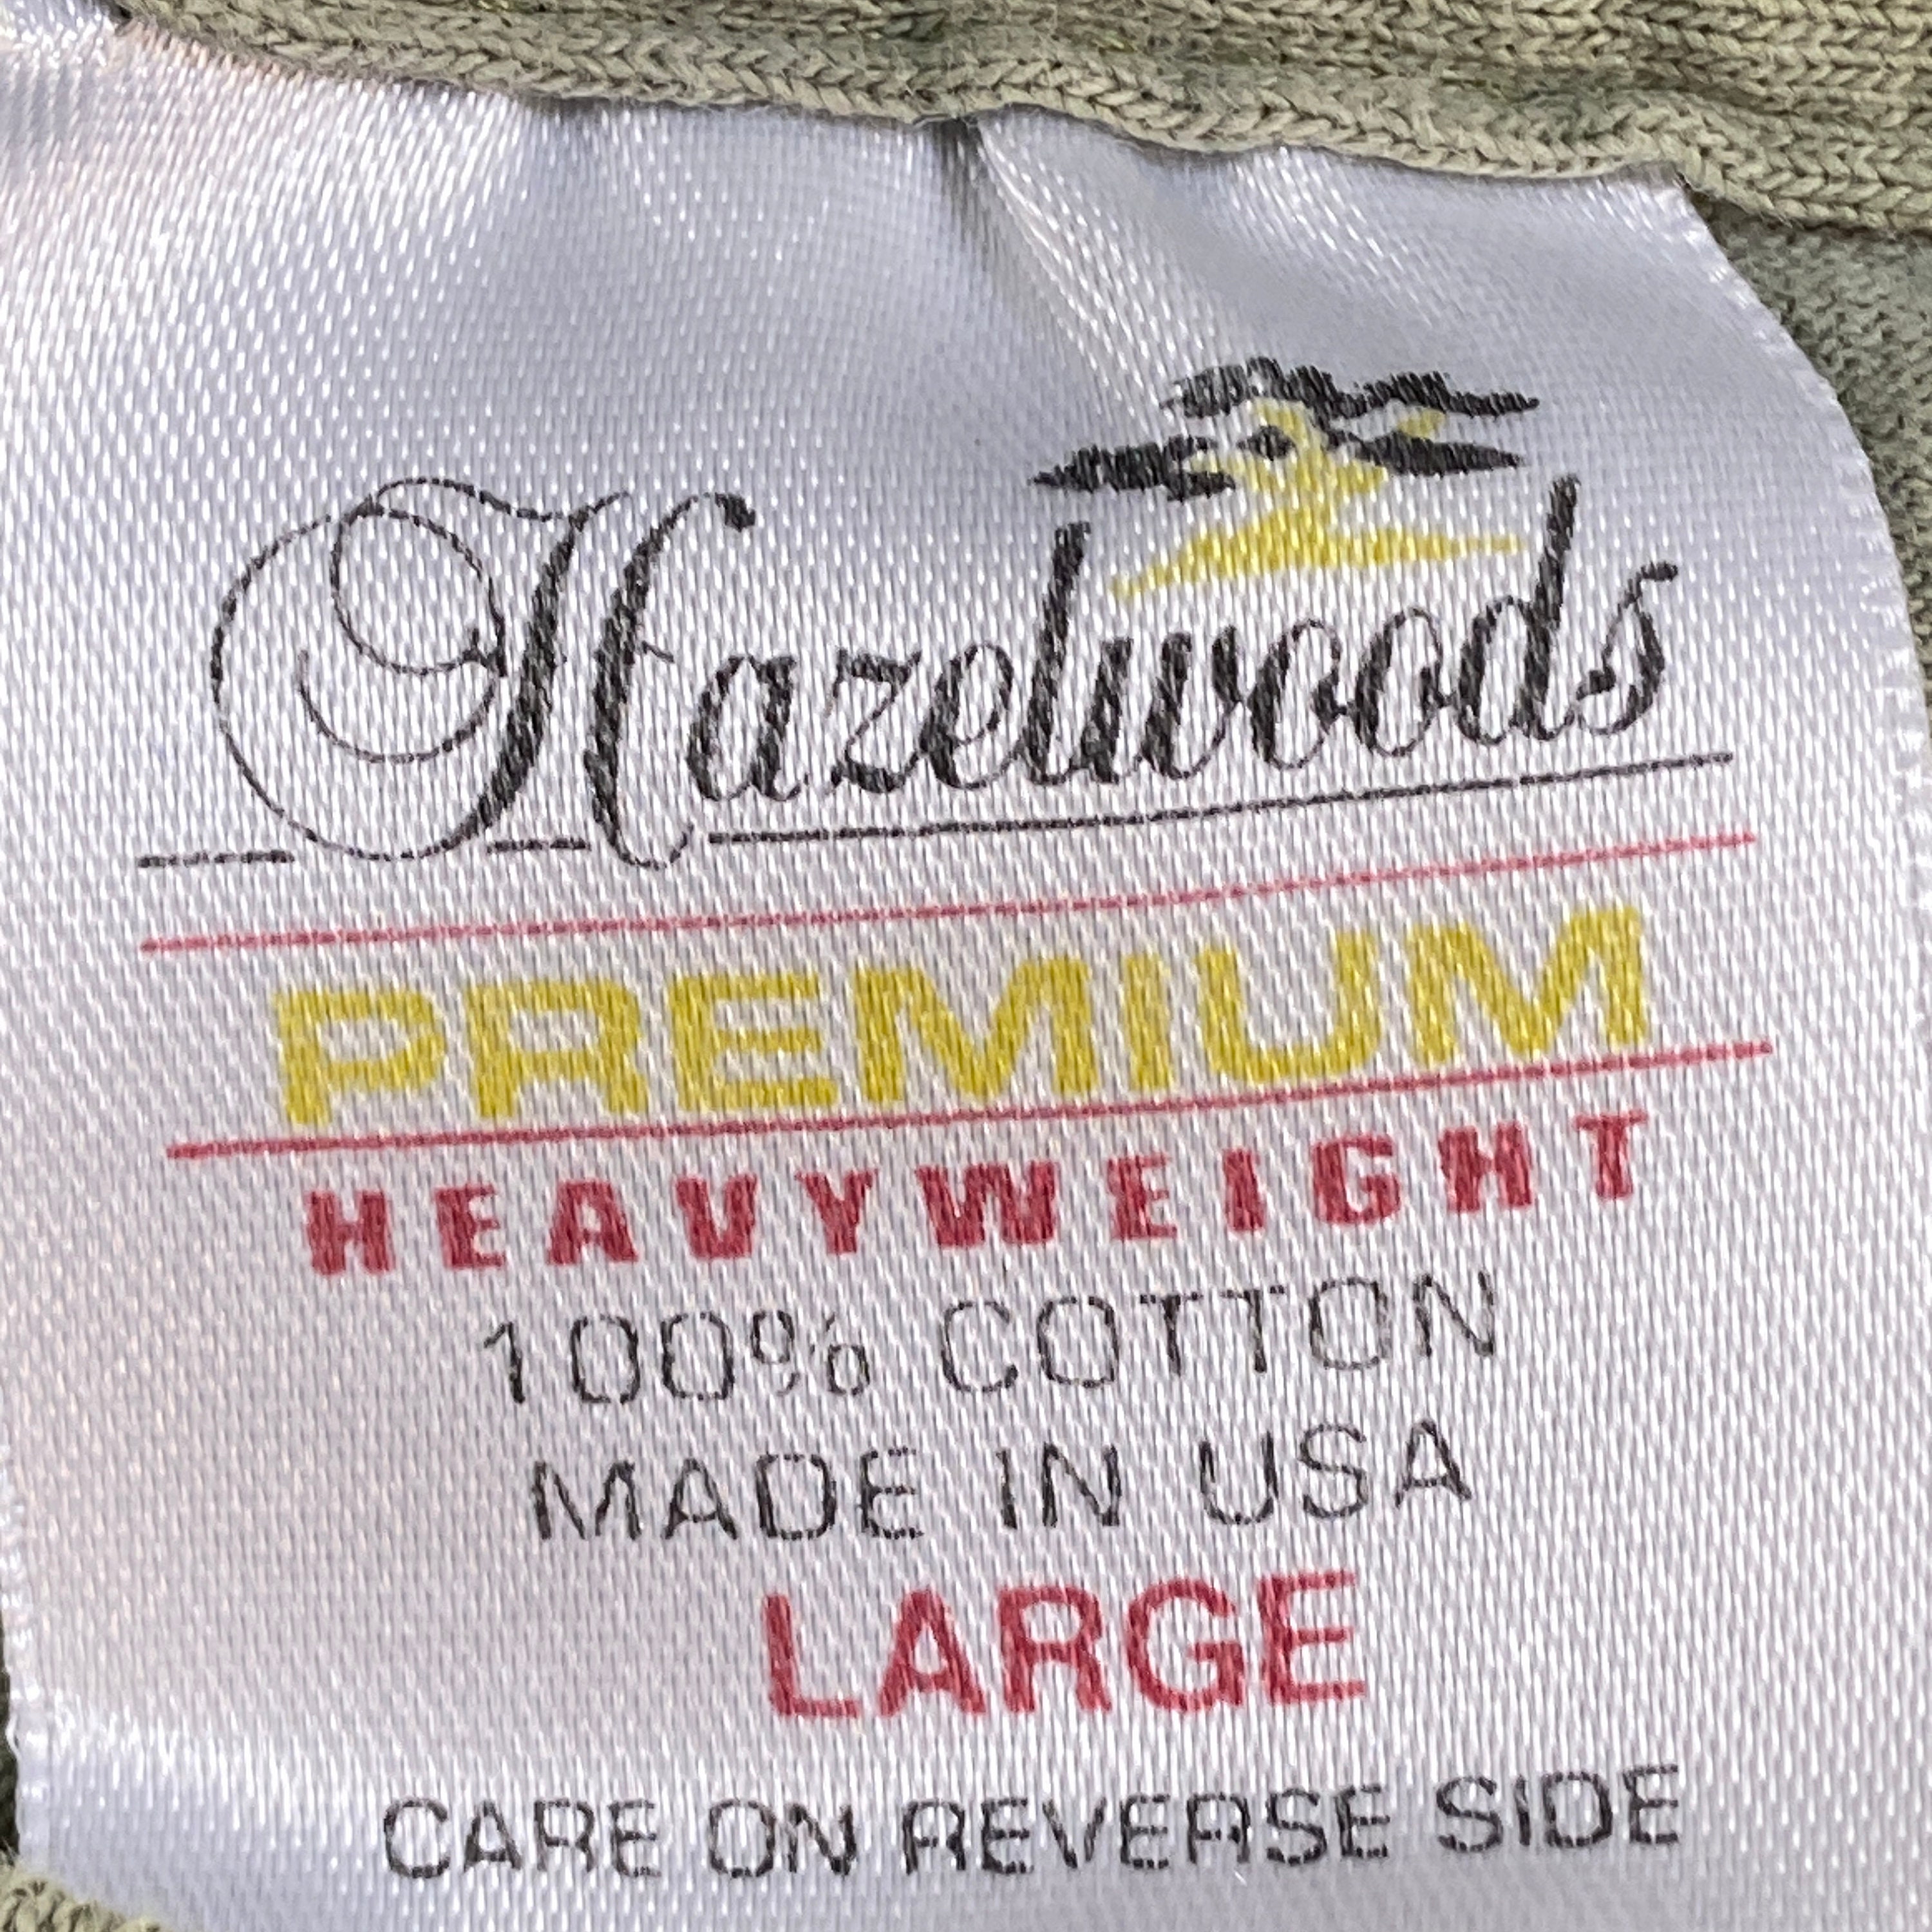 Hazelwoods
PREMIUM
HEAVYWEIGHT
100% COTTON
MADE IN USA
LARGE
CARE ON REVERSE SIDE